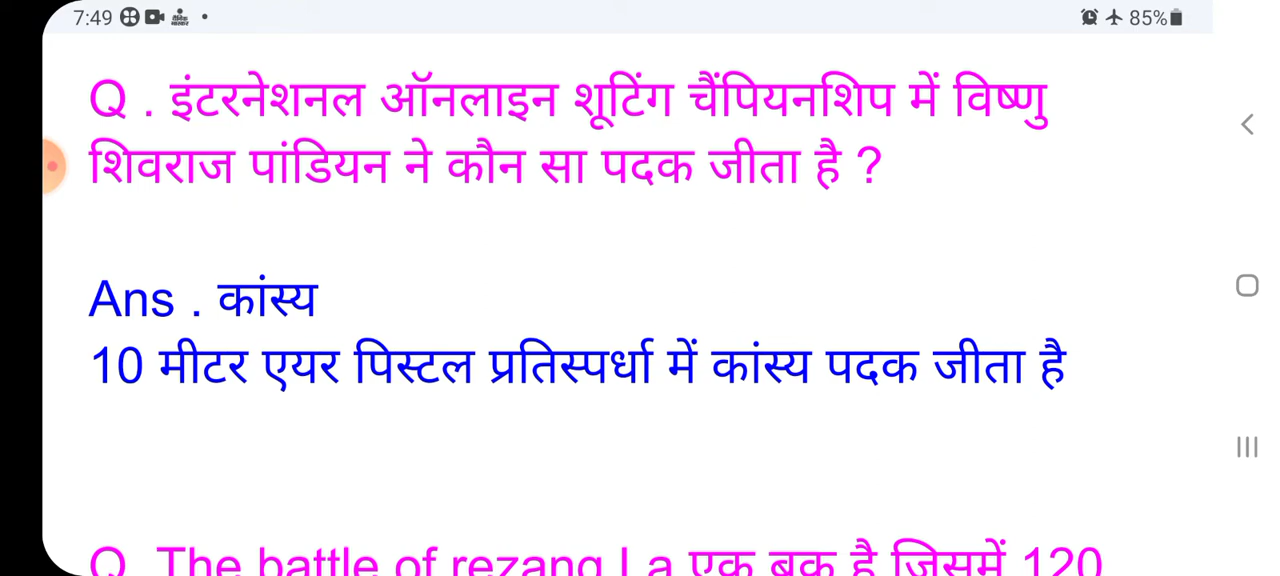 7:49
85%
Q . इंटरनेशनल ऑनलाइन शूटिंग चैंपियनशिप में विष्णु
शिवराज पांडियन ने कौन सा पदक जीता है ?
Ans . कांस्य
10 मीटर एयर पिस्टल प्रतिस्पर्धा में कांस्य पदक जीता है
Q The battle of rezang La एक बुक है जिसमें 120